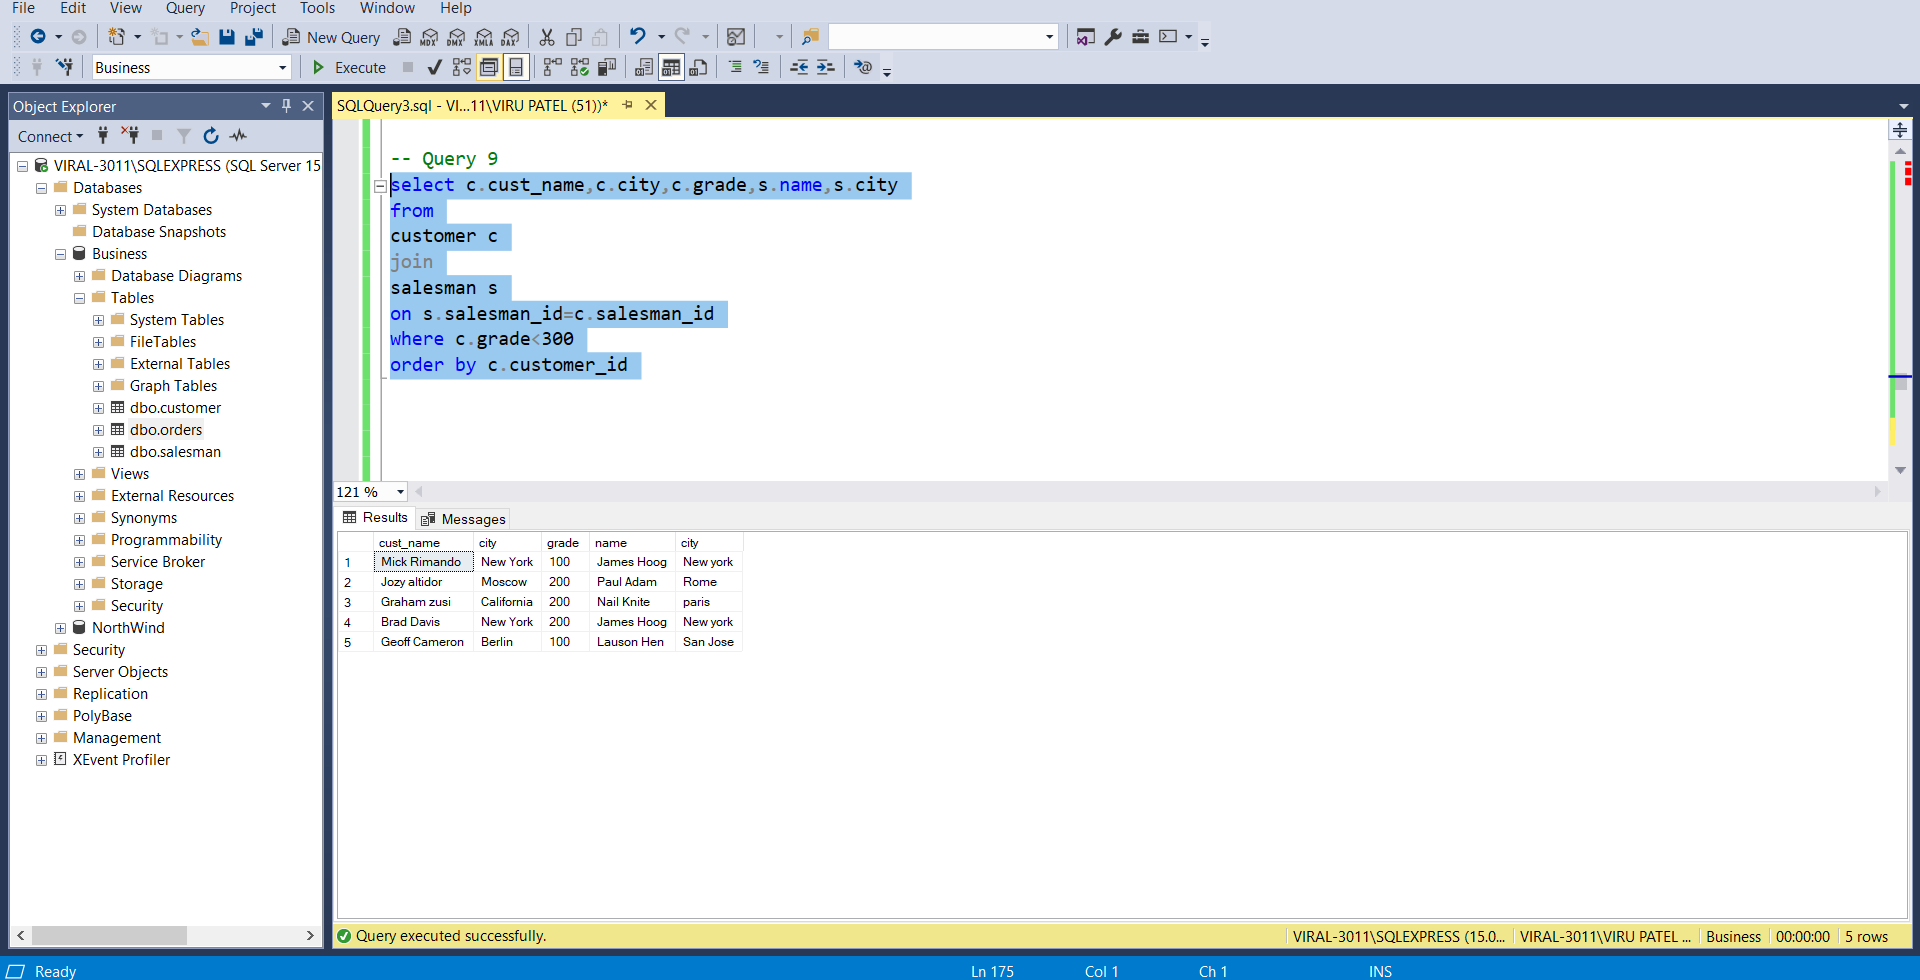 File Edit View Query Project Tools Window Help
New Query MDX DMX XMLA DAX
Business Execute
Object Explorer
SQLQuery3.sql - VI...11\VIRU PATEL (51))*
Connect
VIRAL-3011\SQLEXPRESS (SQL Server 15
Databases
System Databases
Database Snapshots
Business
Database Diagrams
Tables
System Tables
FileTables
External Tables
Graph Tables
dbo.customer
dbo.orders
dbo.salesman
Views
External Resources
Synonyms
Programmability
Service Broker
Storage
Security
NorthWind
Security
Server Objects
Replication
PolyBase
Management
XEvent Profiler
-- Query 9
select c.cust_name,c.city,c.grade,s.name,s.city
from
customer c
join
salesman s
on s.salesman_id=c.salesman_id
where c.grade<300
order by c.customer_id
121 %
Results Messages
cust_name city grade name city
1 Mick Rimando New York 100 James Hoog New york
2 Jozy altidor Moscow 200 Paul Adam Rome
3 Graham zusi California 200 Nail Knite paris
4 Brad Davis New York 200 James Hoog New york
5 Geoff Cameron Berlin 100 Lauson Hen San Jose
Query executed successfully. VIRAL-3011\SQLEXPRESS (15.0... VIRAL-3011\VIRU PATEL ... Business 00:00:00 5 rows
Ready Ln 175 Col 1 Ch 1 INS